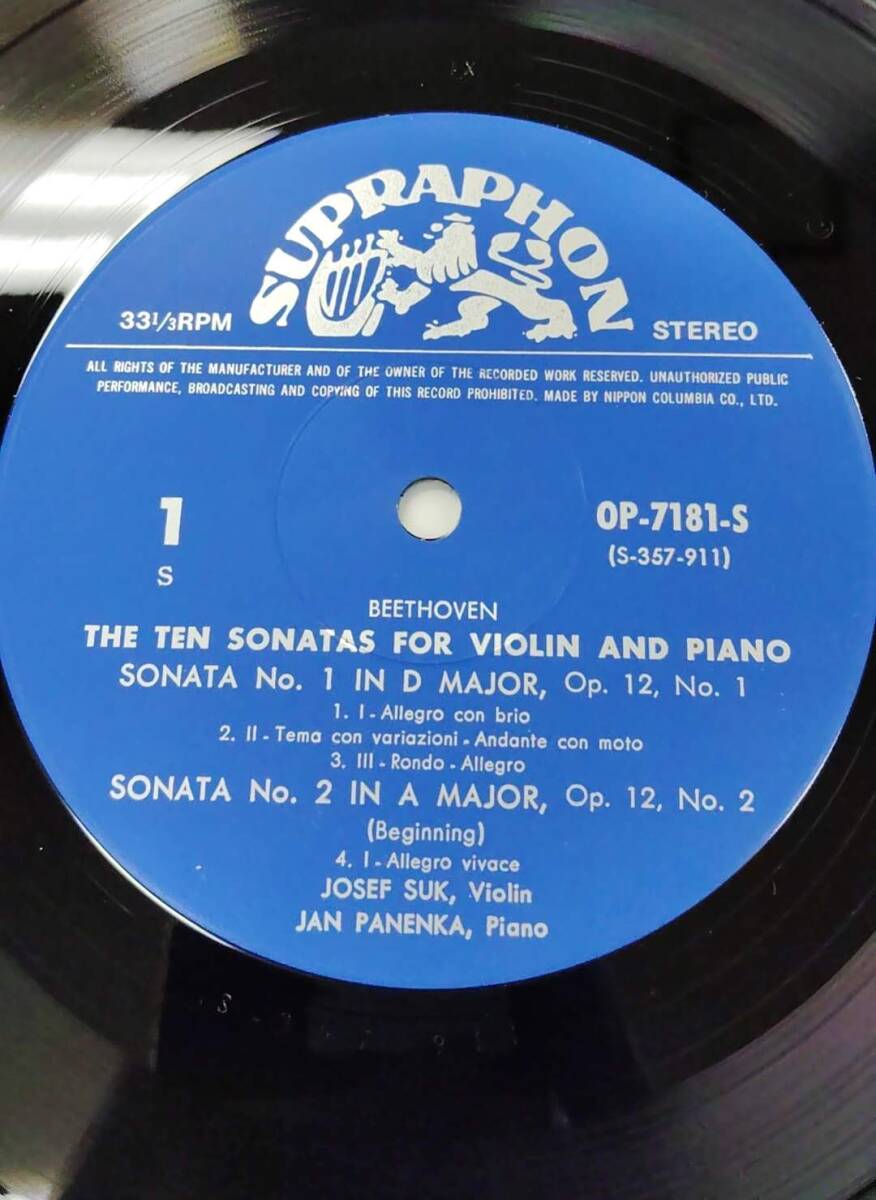 SUPRAPHON
33 1/3 RPM
STEREO
ALL RIGHTS OF THE MANUFACTURER AND OF THE OWNER OF THE RECORDED WORK RESERVED. UNAUTHORIZED PUBLIC
PERFORMANCE, BROADCASTING AND COPYING OF THIS RECORD PROHIBITED. MADE BY NIPPON COLUMBIA CO., LTD.
1
S
OP-7181-S
(S-357-911)
BEETHOVEN
THE TEN SONATAS FOR VIOLIN AND PIANO
SONATA No. 1 IN D MAJOR, Op. 12, No. 1
1. I - Allegro con brio
2. II - Tema con variazioni - Andante con moto
3. III - Rondo - Allegro
SONATA No. 2 IN A MAJOR, Op. 12, No. 2
(Beginning)
4. I - Allegro vivace
JOSEF SUK, Violin
JAN PANENKA, Piano